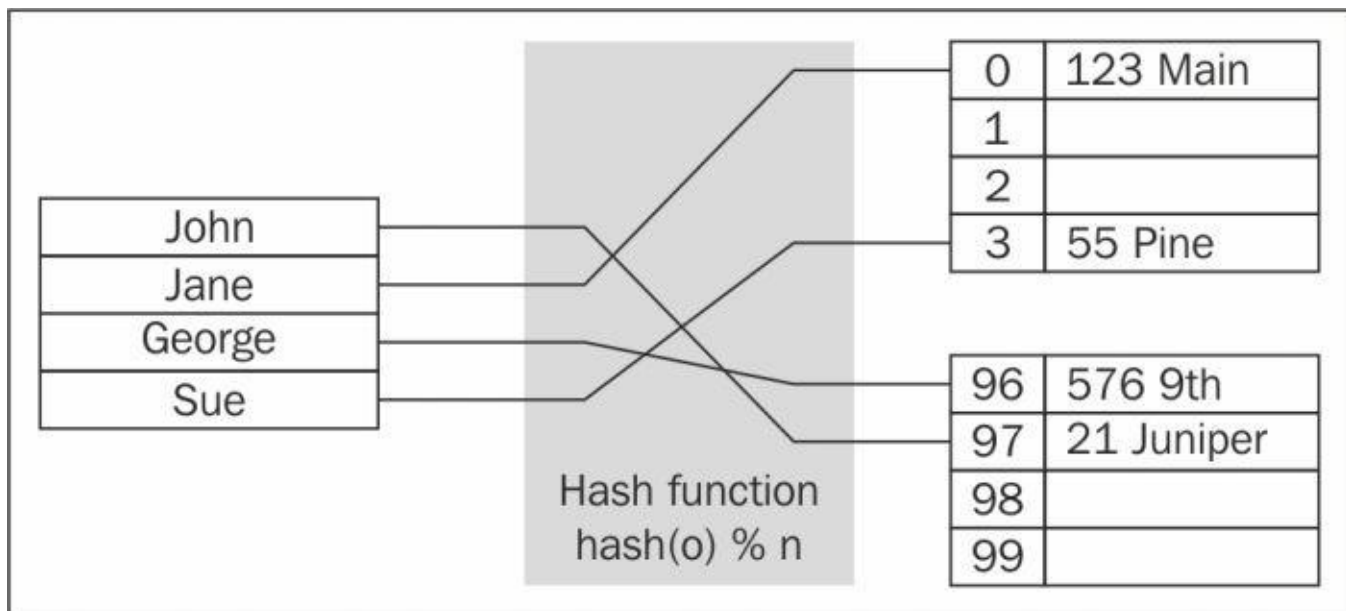 John
Jane
George
Sue
Hash function
hash(o) % n
0 123 Main
1
2
3 55 Pine
96 576 9th
97 21 Juniper
98
99